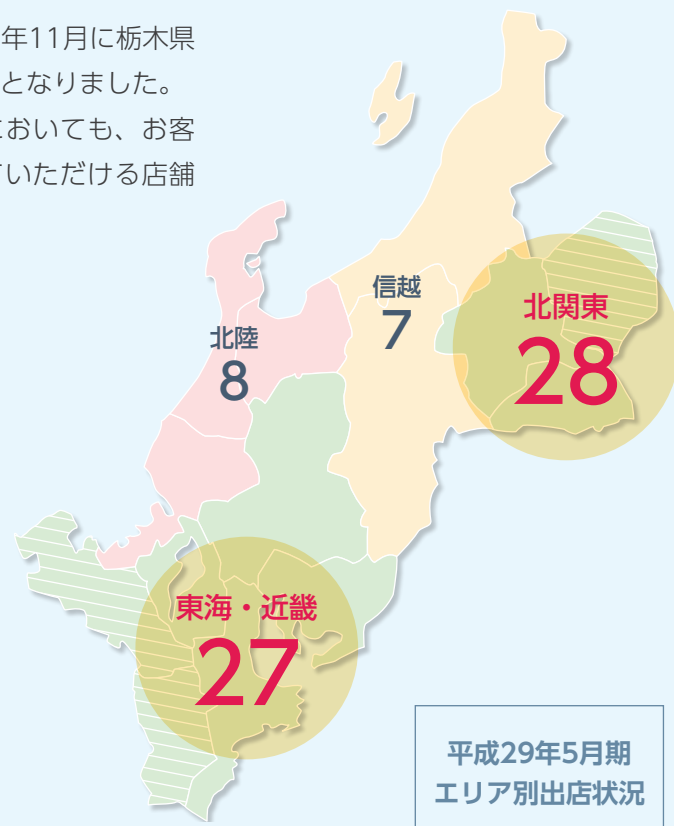 年11月に栃木県
となりました。
においても、お客
ていただける店舗
信越
7
北関東
28
北陸
8
東海・近畿
27
平成29年5月期
エリア別出店状況